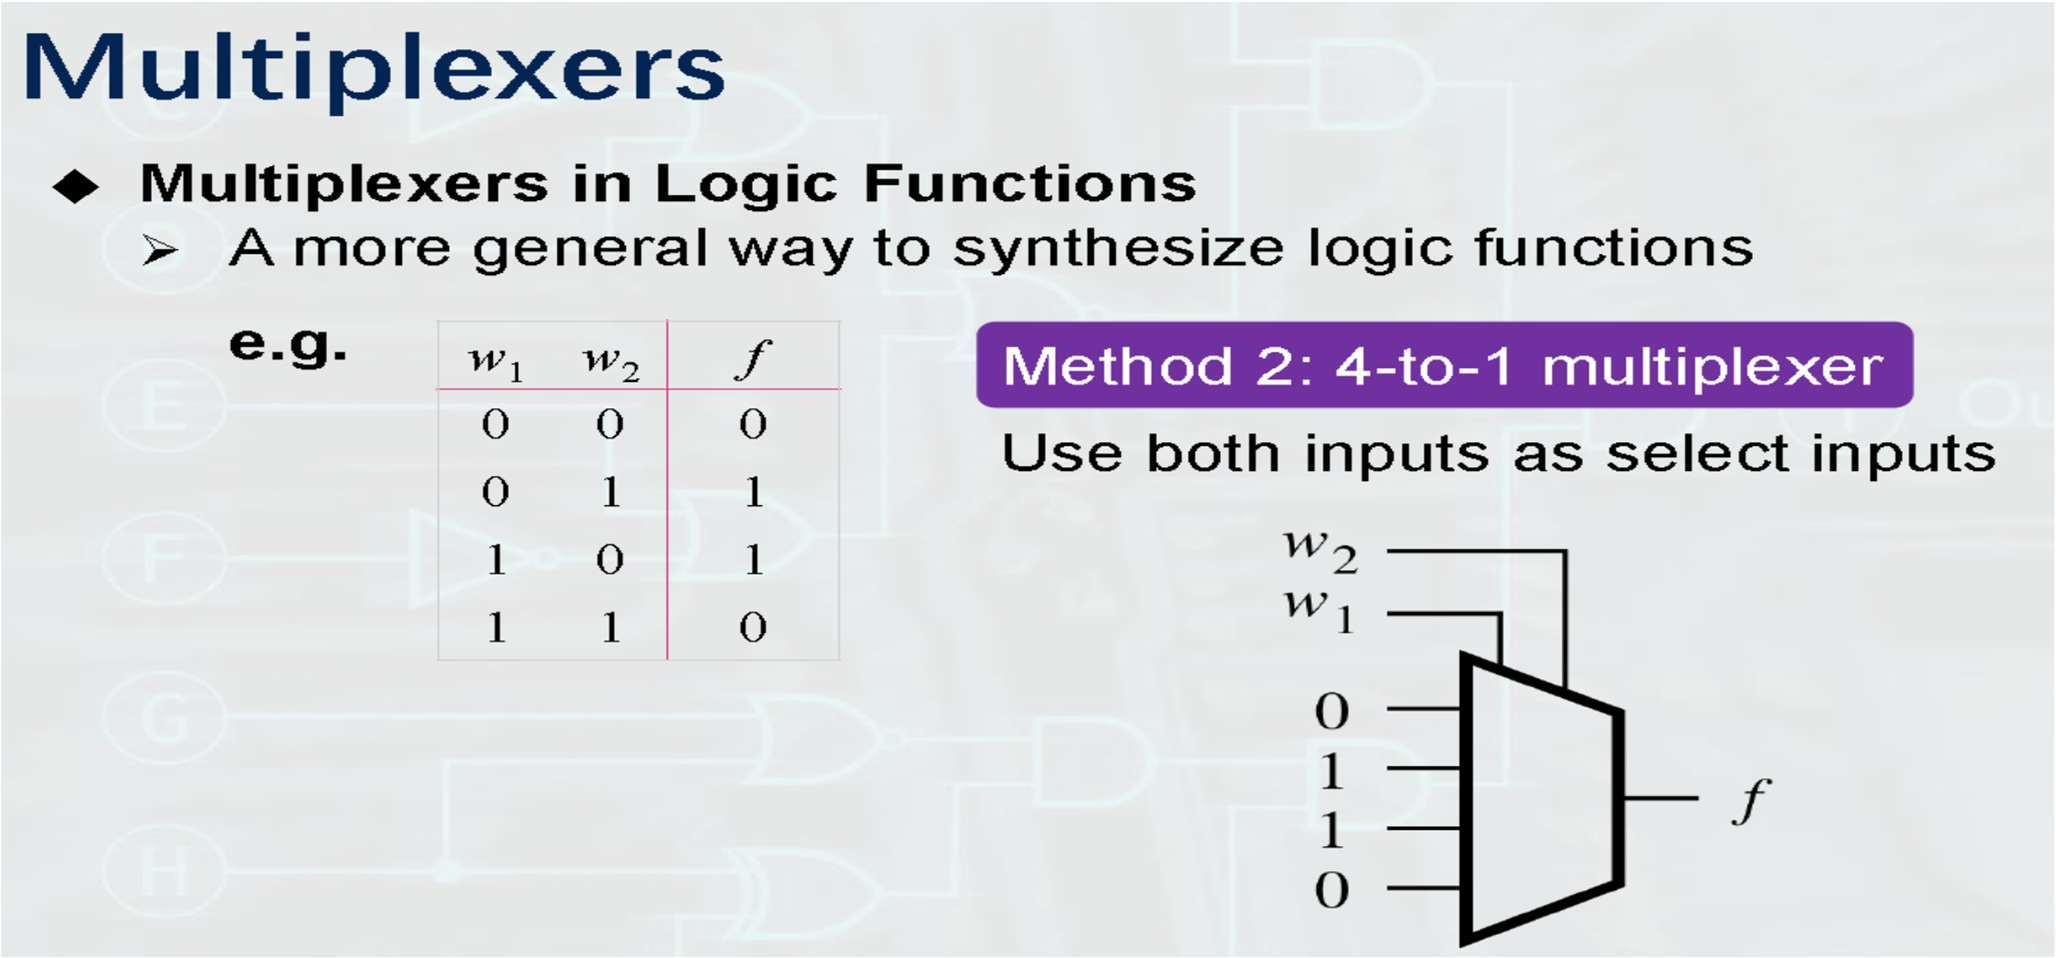 Multiplexers
◆ Multiplexers in Logic Functions
➢ A more general way to synthesize logic functions
e.g.
w1 w2 f
0 0 0
0 1 1
1 0 1
1 1 0
Method 2: 4-to-1 multiplexer
Use both inputs as select inputs
w2
w1
0
1
1
0
f
E
F
G
H
Ou